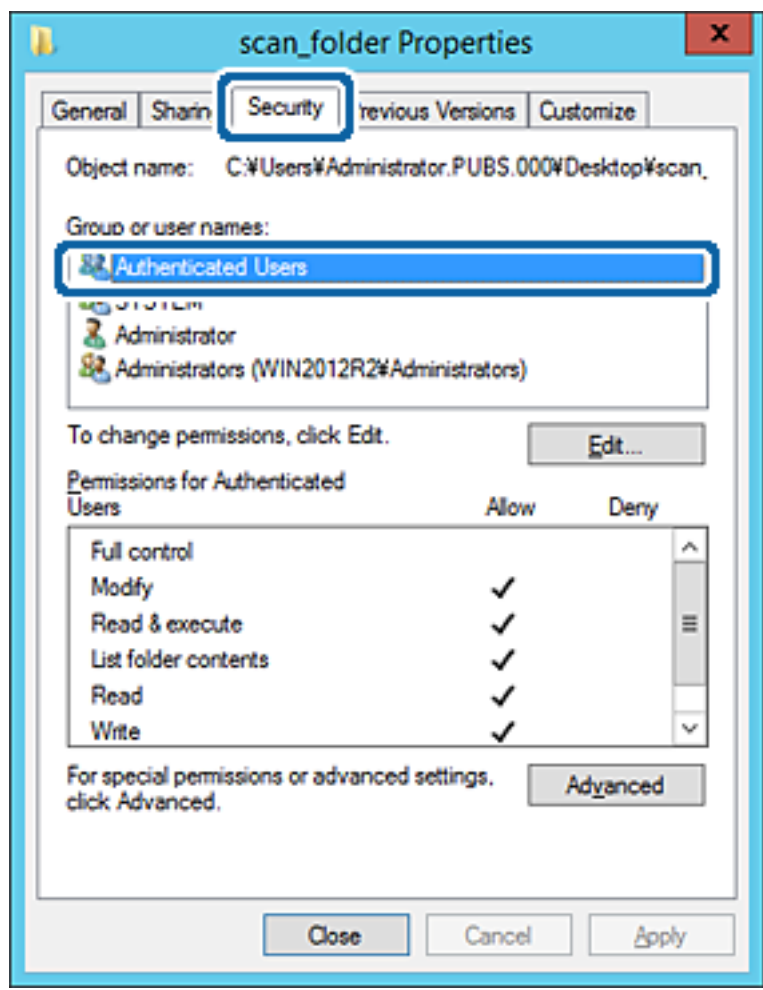 scan_folder Properties
x
General Security Previous Versions Customize
Object name: C:¥Users¥Administrator.PUBS.000¥Desktop¥scan_
Group or user names:
Authenticated Users
SYSTEM
Administrator
Administrators (WIN2012R2¥Administrators)
To change permissions, click Edit.
Edit...
Permissions for Authenticated
Users Allow Deny
Full control
Modify
Read & execute
List folder contents
Read
Write
For special permissions or advanced settings,
click Advanced.
Advanced
Close Cancel Apply